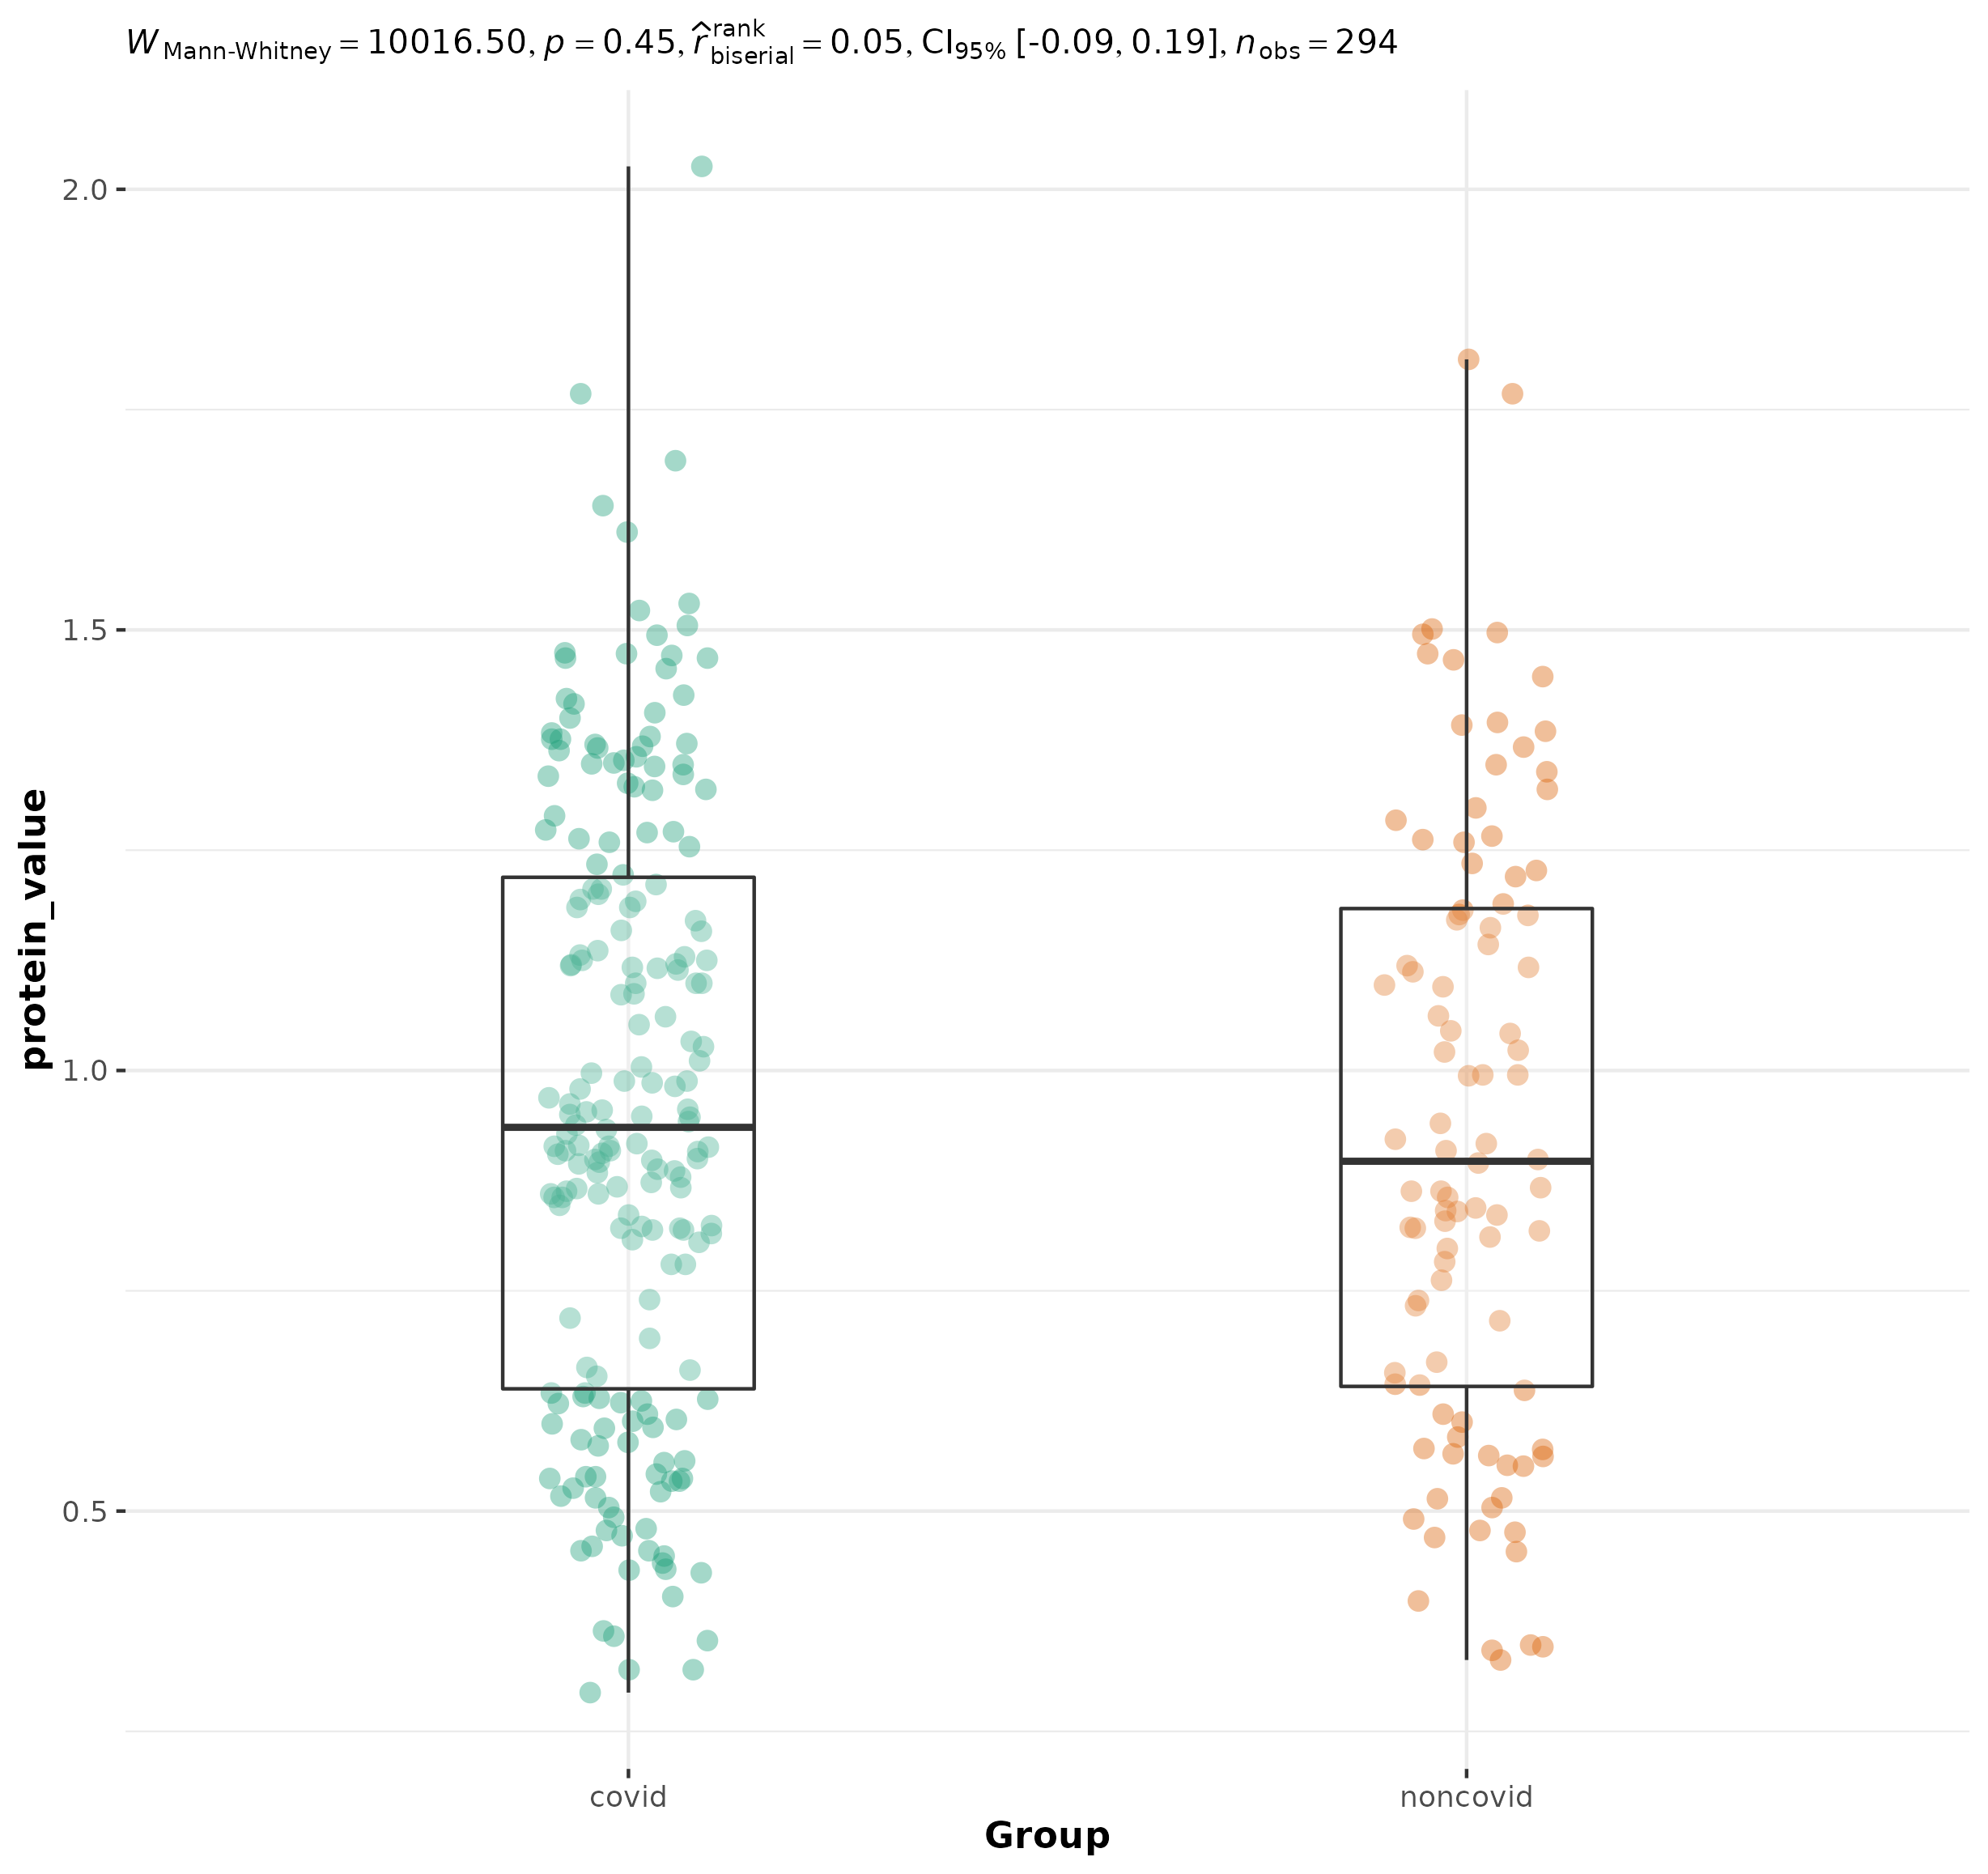 W Mann-Whitney = 10016.50, p = 0.45, r̂ rank biserial = 0.05, CI95% [-0.09, 0.19], n obs = 294
protein_value
2.0
1.5
1.0
0.5
covid noncovid
Group